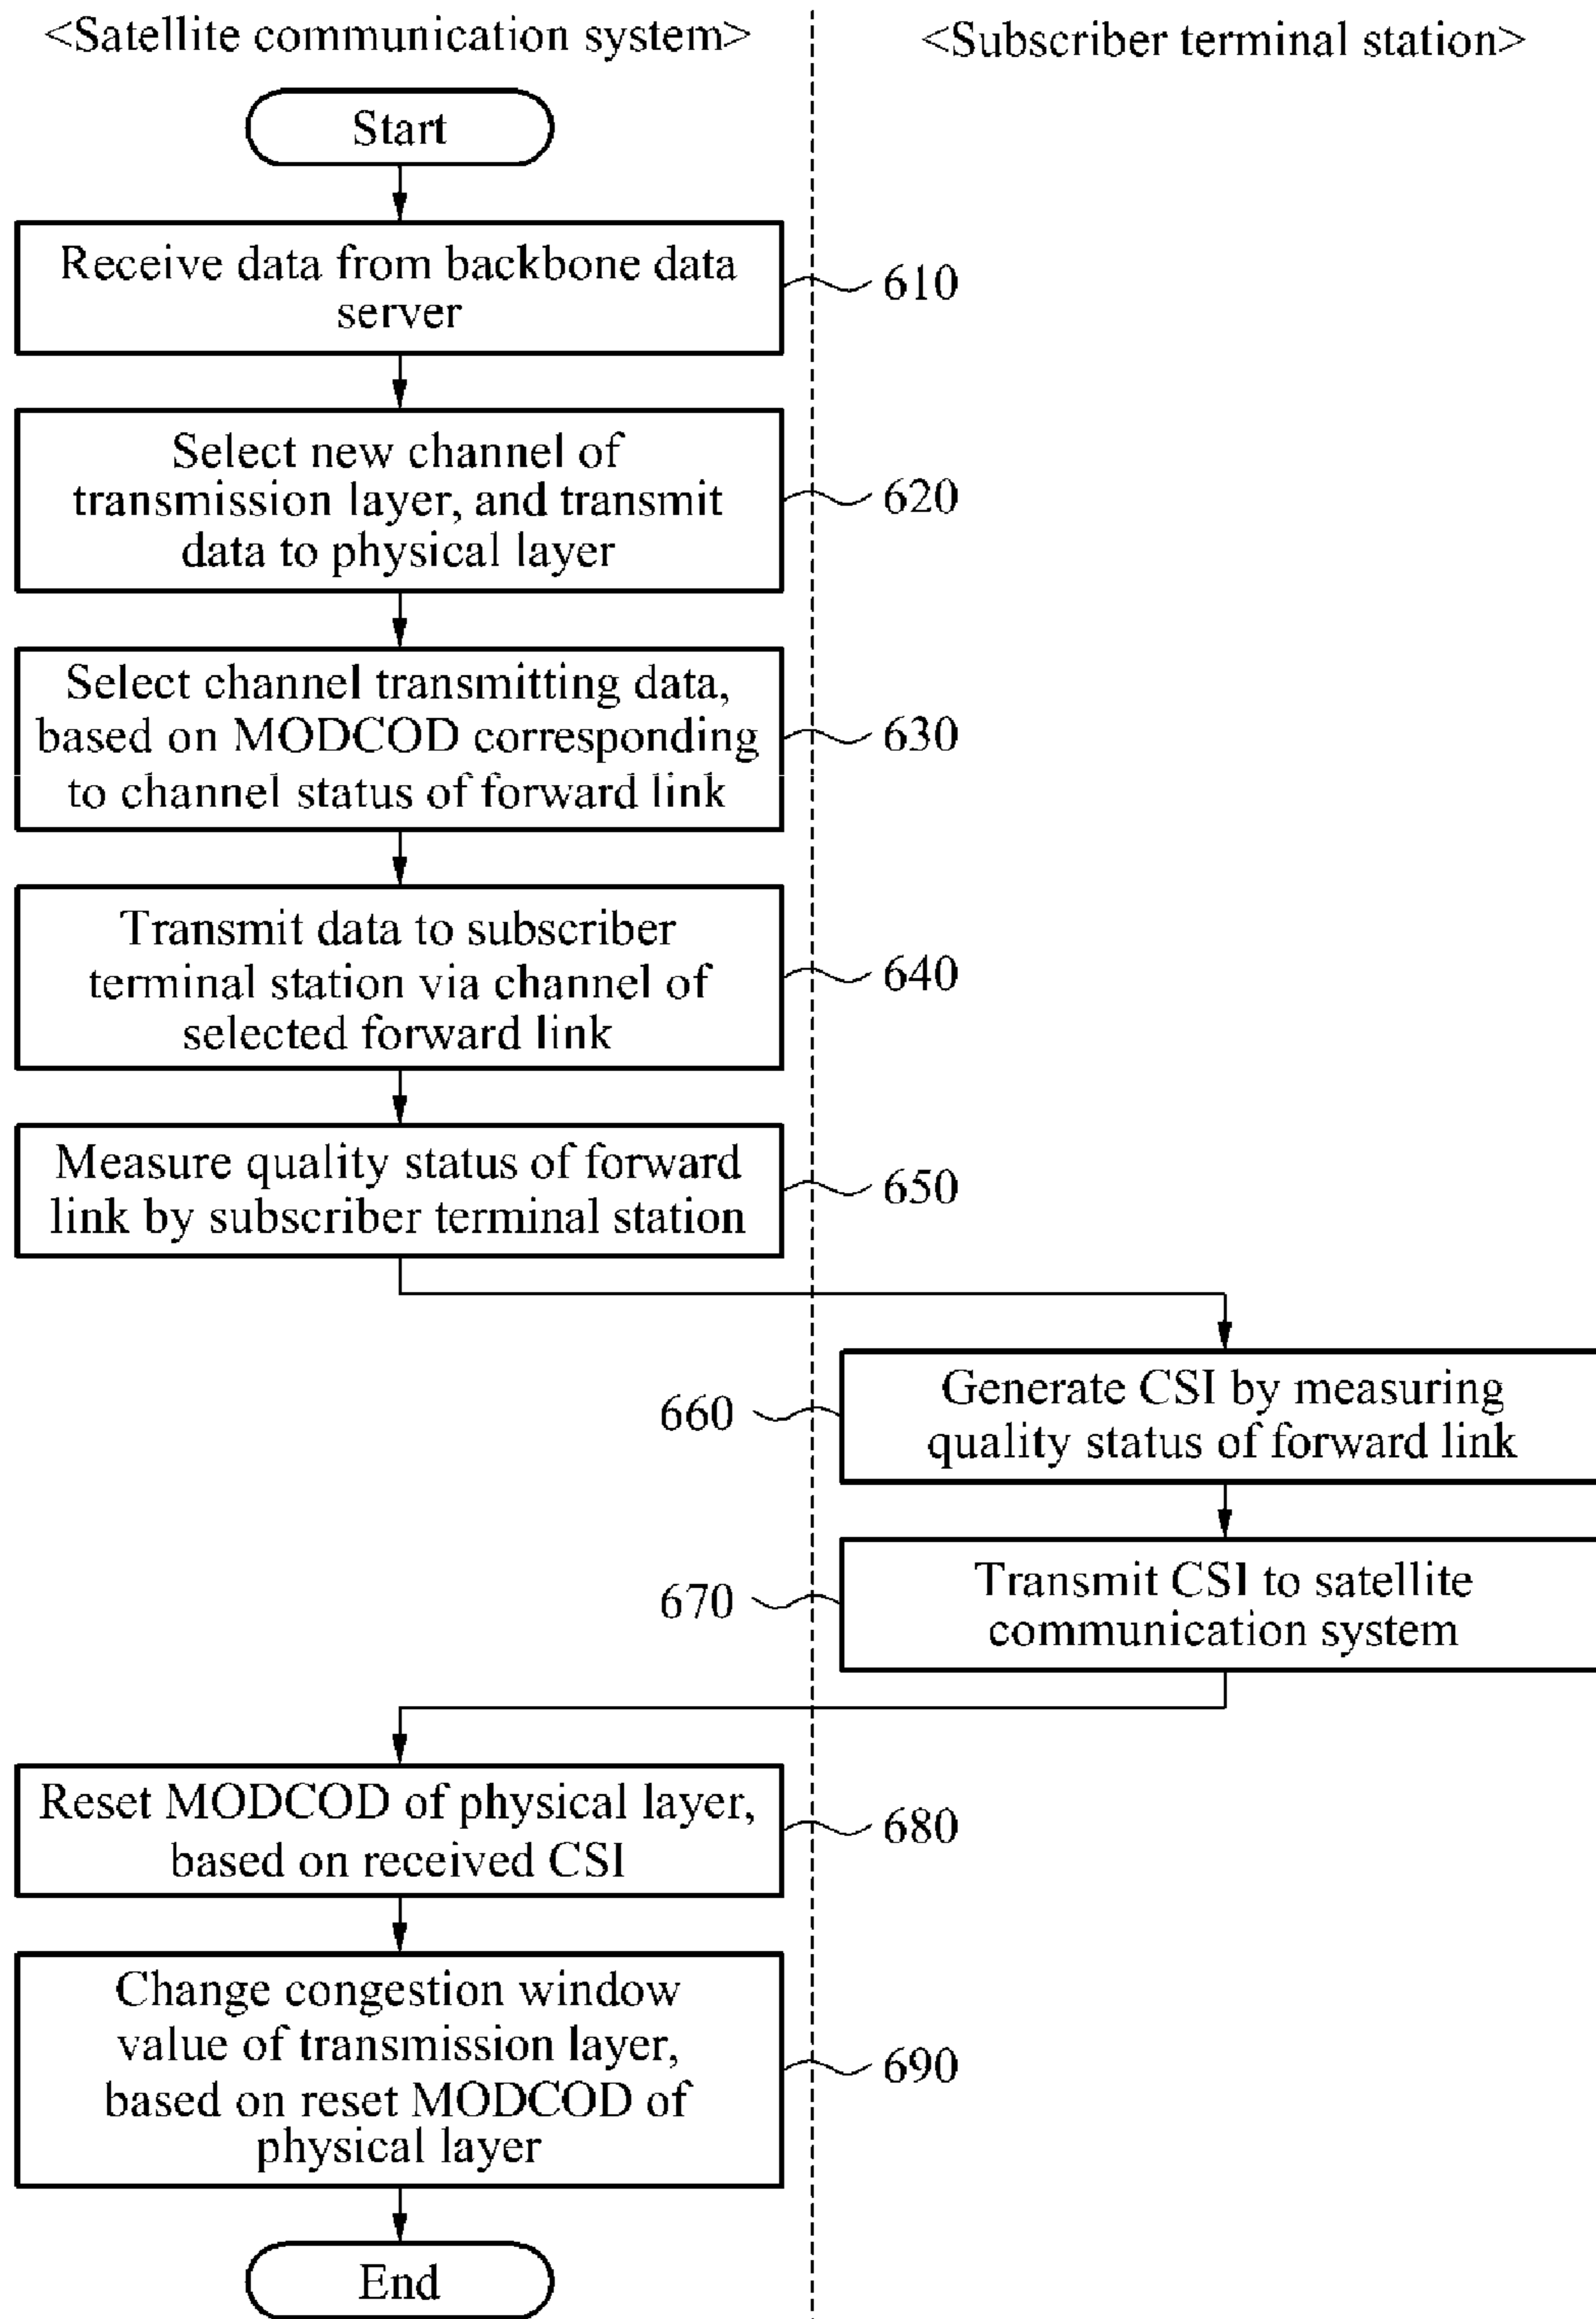 <Satellite communication system>
<Subscriber terminal station>
Start
Receive data from backbone data
server
610
Select new channel of
transmission layer, and transmit
data to physical layer
620
Select channel transmitting data,
based on MODCOD corresponding
to channel status of forward link
630
Transmit data to subscriber
terminal station via channel of
selected forward link
640
Measure quality status of forward
link by subscriber terminal station
650
660
Generate CSI by measuring
quality status of forward link
670
Transmit CSI to satellite
communication system
Reset MODCOD of physical layer,
based on received CSI
680
Change congestion window
value of transmission layer,
based on reset MODCOD of
physical layer
690
End